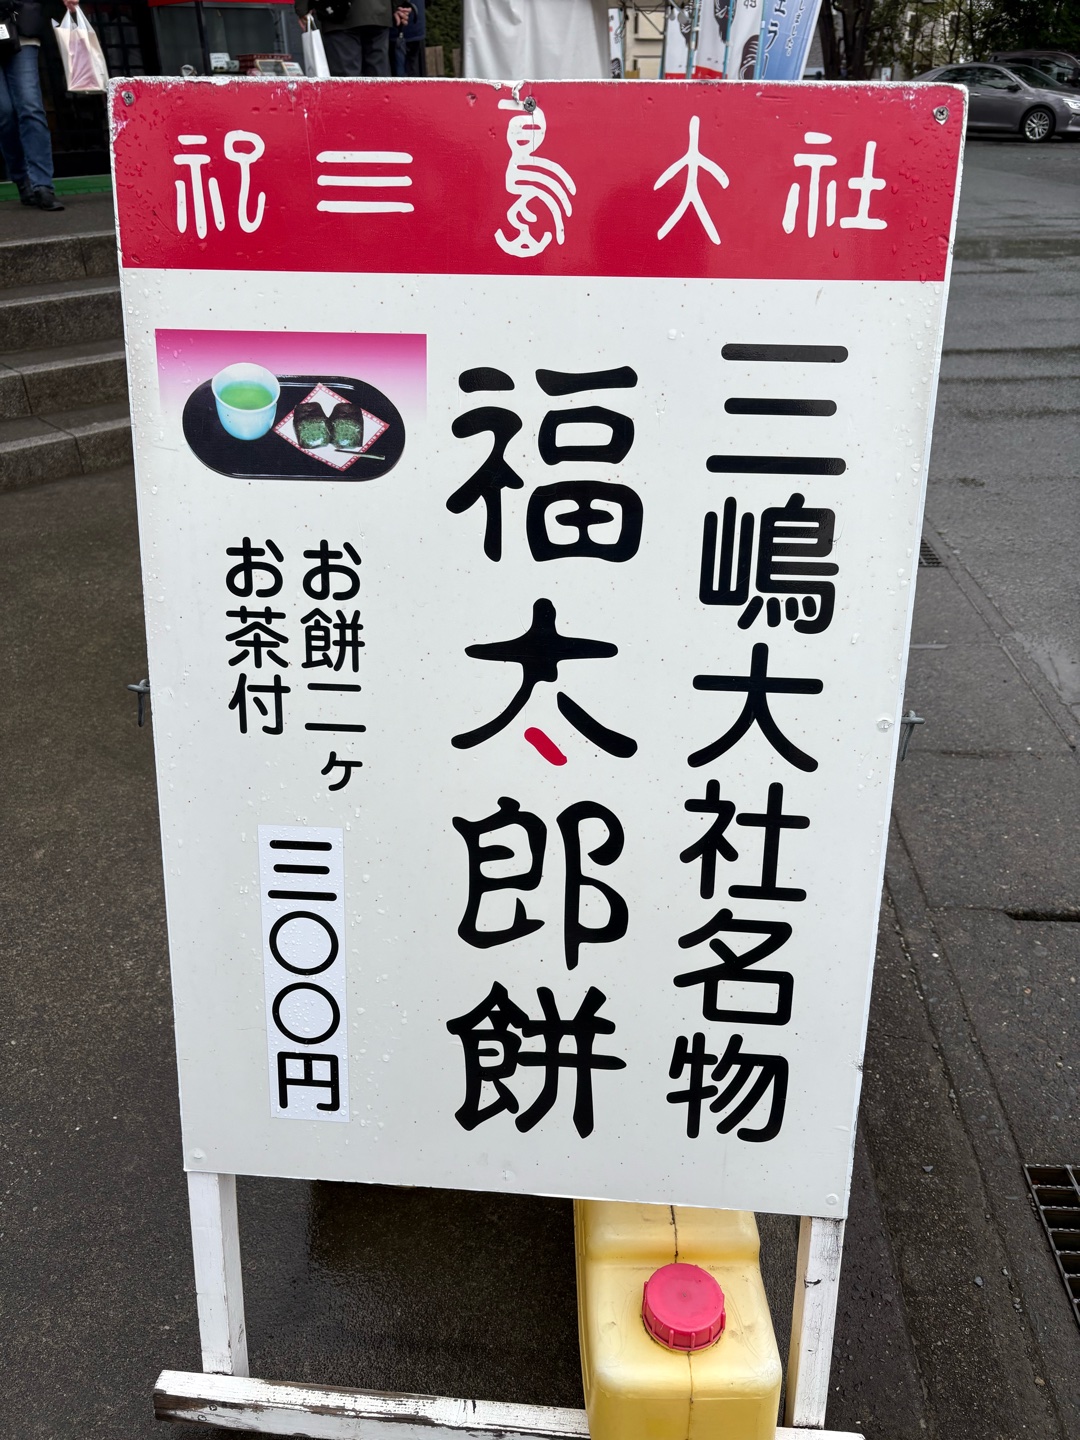 祝三島大社
三嶋大社名物
福太郎餅
お餅二ヶ
お茶付
三〇〇円